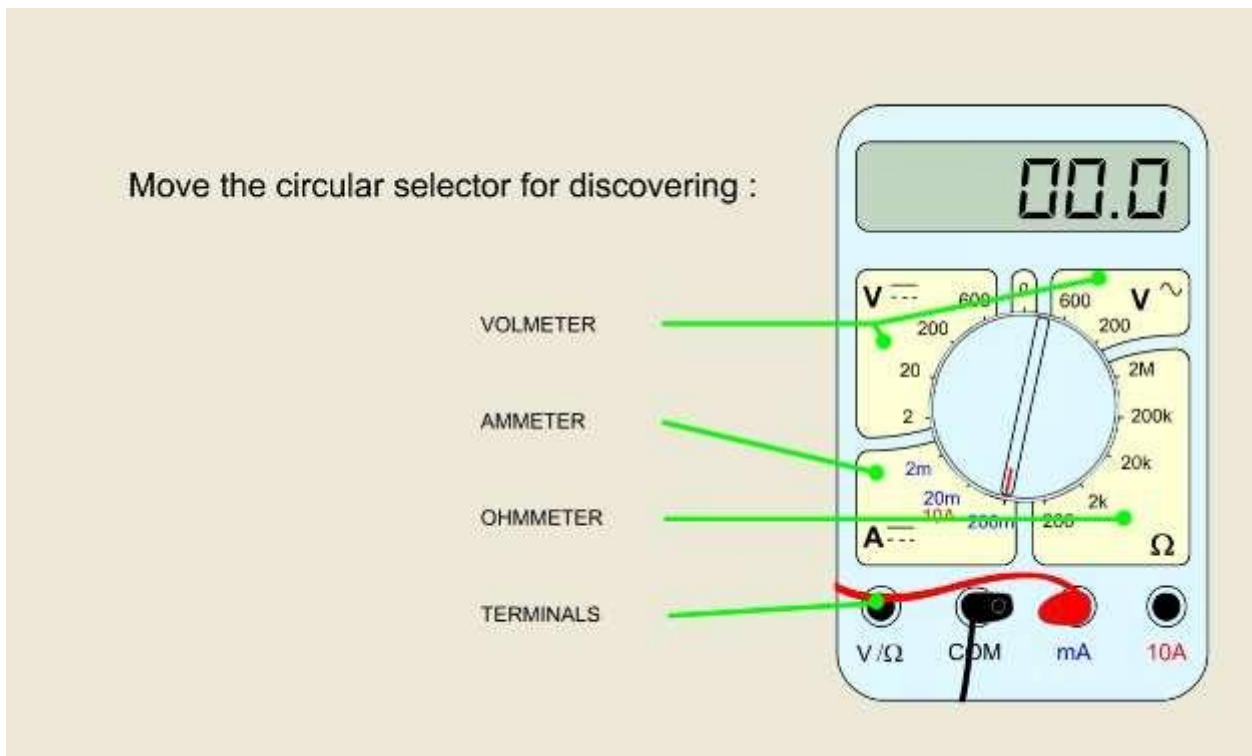 Move the circular selector for discovering :
00.0
V
600
0
600
V
200
200
VOLMETER
20
2M
2
200k
AMMETER
2m
20k
20m
2k
10A
200m
200
OHMMETER
A
Ω
TERMINALS
V/Ω
COM
mA
10A